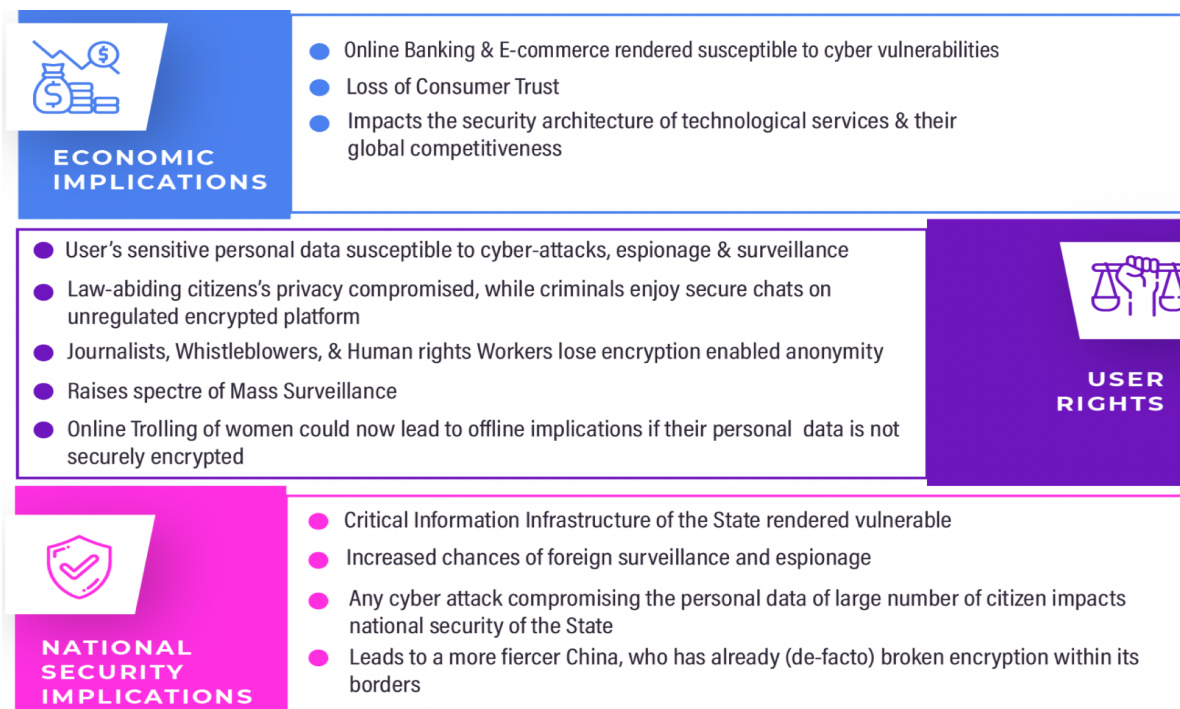 ECONOMIC
IMPLICATIONS
Online Banking & E-commerce rendered susceptible to cyber vulnerabilities
Loss of Consumer Trust
Impacts the security architecture of technological services & their
global competitiveness
User's sensitive personal data susceptible to cyber-attacks, espionage & surveillance
Law-abiding citizens's privacy compromised, while criminals enjoy secure chats on
unregulated encrypted platform
Journalists, Whistleblowers, & Human rights Workers lose encryption enabled anonymity
Raises spectre of Mass Surveillance
Online Trolling of women could now lead to offline implications if their personal data is not
securely encrypted
USER
RIGHTS
NATIONAL
SECURITY
IMPLICATIONS
Critical Information Infrastructure of the State rendered vulnerable
Increased chances of foreign surveillance and espionage
Any cyber attack compromising the personal data of large number of citizen impacts
national security of the State
Leads to a more fiercer China, who has already (de-facto) broken encryption within its
borders